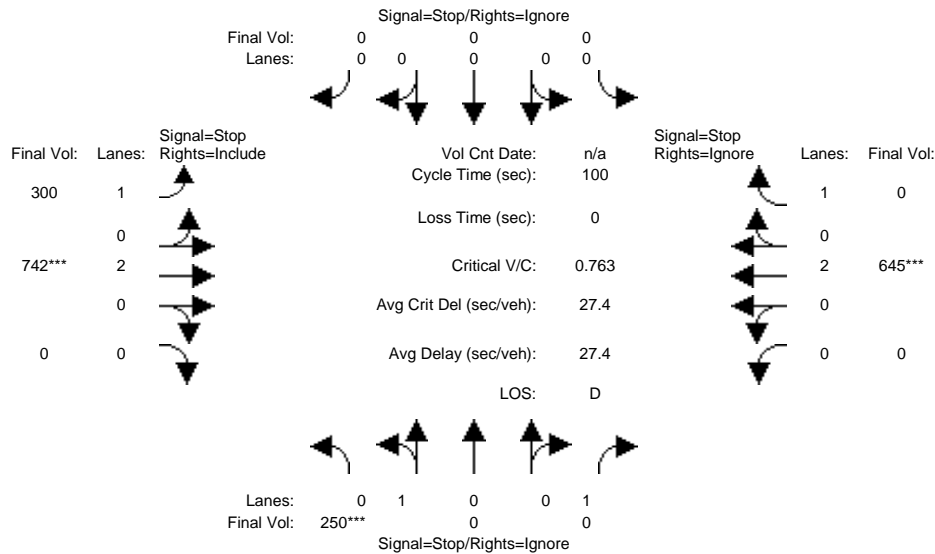 Signal=Stop/Rights=Ignore
Final Vol: 0 0 0
Lanes: 0 0 0 0 0
Signal=Stop
Final Vol: Lanes: Rights=Include
Vol Cnt Date: n/a
Signal=Stop
Rights=Ignore Lanes: Final Vol:
Cycle Time (sec): 100
300 1
1 0
Loss Time (sec): 0
0
0
742*** 2
Critical V/C: 0.763
2 645***
0
Avg Crit Del (sec/veh): 27.4
0
0 0
Avg Delay (sec/veh): 27.4
0 0
LOS: D
Lanes: 0 1 0 0 1
Final Vol: 250*** 0 0
Signal=Stop/Rights=Ignore